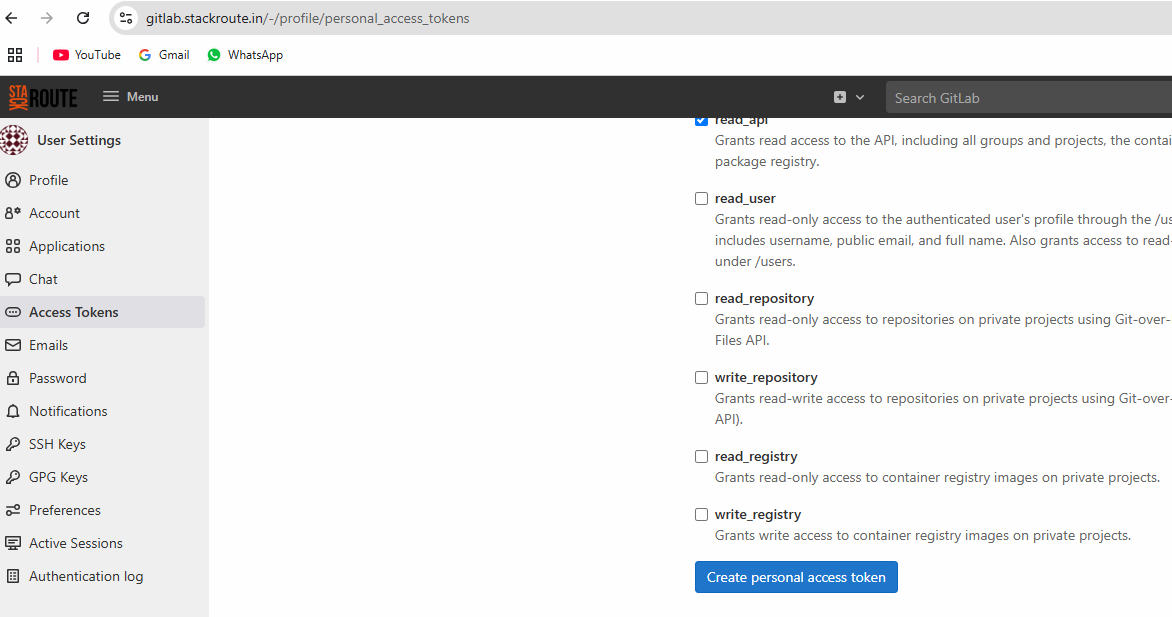 gitlab.stackroute.in/-/profile/personal_access_tokens
YouTube Gmail WhatsApp
STACKROUTE Menu Search GitLab
User Settings
Profile
Account
Applications
Chat
Access Tokens
Emails
Password
Notifications
SSH Keys
GPG Keys
Preferences
Active Sessions
Authentication log
read_api
Grants read access to the API, including all groups and projects, the contai
package registry.
read_user
Grants read-only access to the authenticated user's profile through the /us
includes username, public email, and full name. Also grants access to read-
under /users.
read_repository
Grants read-only access to repositories on private projects using Git-over-
Files API.
write_repository
Grants read-write access to repositories on private projects using Git-over-
API).
read_registry
Grants read-only access to container registry images on private projects.
write_registry
Grants write access to container registry images on private projects.
Create personal access token